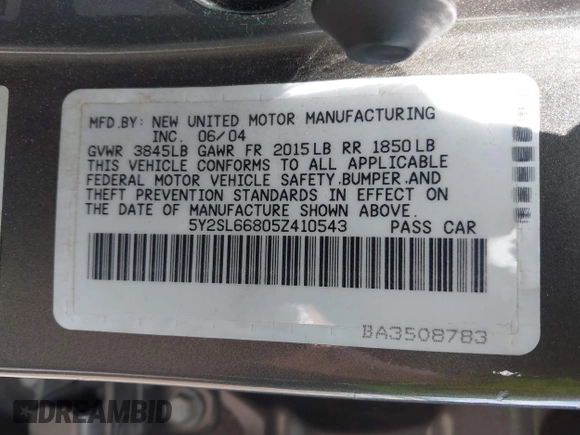 MFD.BY: NEW UNITED MOTOR MANUFACTURING
INC. 06/04
GVWR 3845LB GAWR FR 2015LB RR 1850LB
THIS VEHICLE CONFORMS TO ALL APPLICABLE
FEDERAL MOTOR VEHICLE SAFETY.BUMPER.AND
THEFT PREVENTION STANDARDS IN EFFECT ON
THE DATE OF MANUFACTURE SHOWN ABOVE.
5Y2SL66805Z410543 PASS CAR
BA3508783
DREAMBID